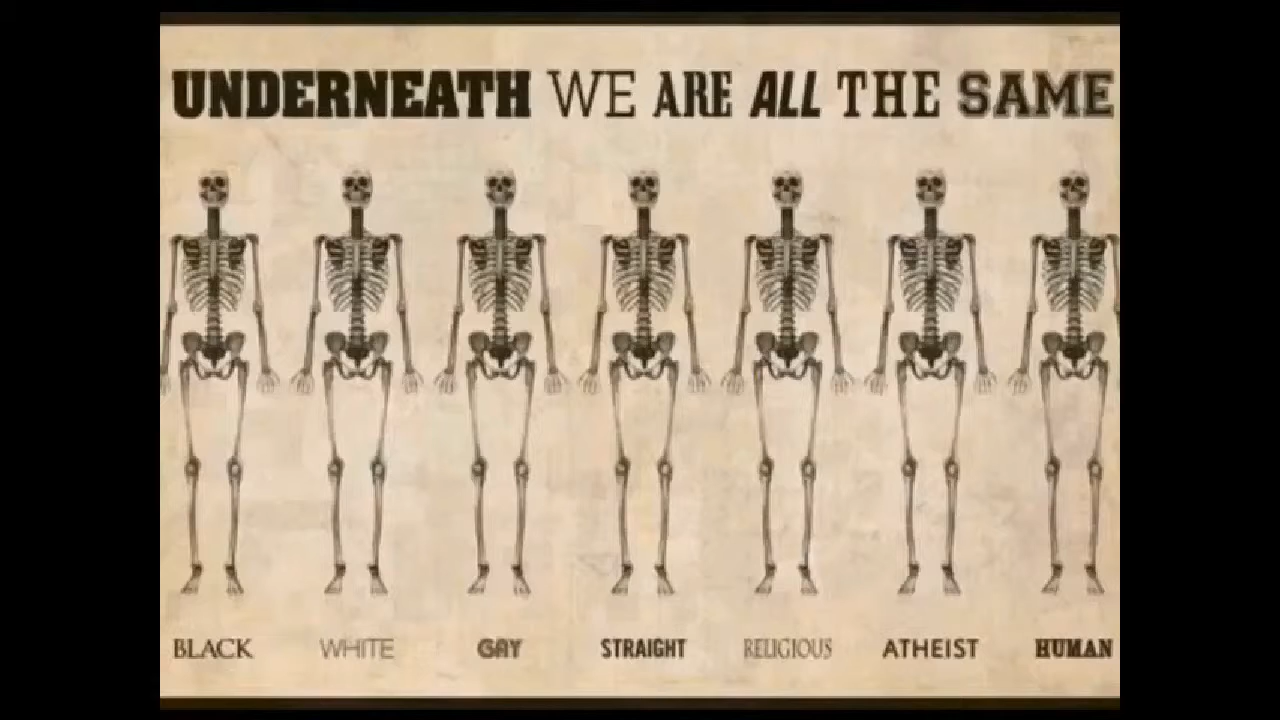 UNDERNEATH WE ARE ALL THE SAME
BLACK WHITE GAY STRAIGHT RELIGIOUS ATHEIST HUMAN